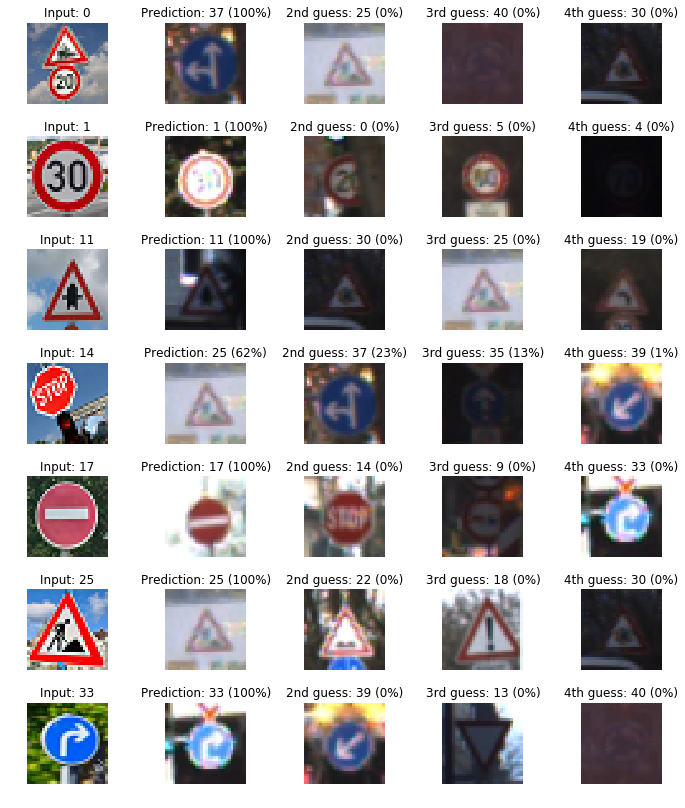 Input: 0 Prediction: 37 (100%) 2nd guess: 25 (0%) 3rd guess: 40 (0%) 4th guess: 30 (0%)
20
Input: 1 Prediction: 1 (100%) 2nd guess: 0 (0%) 3rd guess: 5 (0%) 4th guess: 4 (0%)
30
Input: 11 Prediction: 11 (100%) 2nd guess: 30 (0%) 3rd guess: 25 (0%) 4th guess: 19 (0%)
Input: 14 Prediction: 25 (62%) 2nd guess: 37 (23%) 3rd guess: 35 (13%) 4th guess: 39 (1%)
STOP
Input: 17 Prediction: 17 (100%) 2nd guess: 14 (0%) 3rd guess: 9 (0%) 4th guess: 33 (0%)
STOP
Input: 25 Prediction: 25 (100%) 2nd guess: 22 (0%) 3rd guess: 18 (0%) 4th guess: 30 (0%)
Input: 33 Prediction: 33 (100%) 2nd guess: 39 (0%) 3rd guess: 13 (0%) 4th guess: 40 (0%)